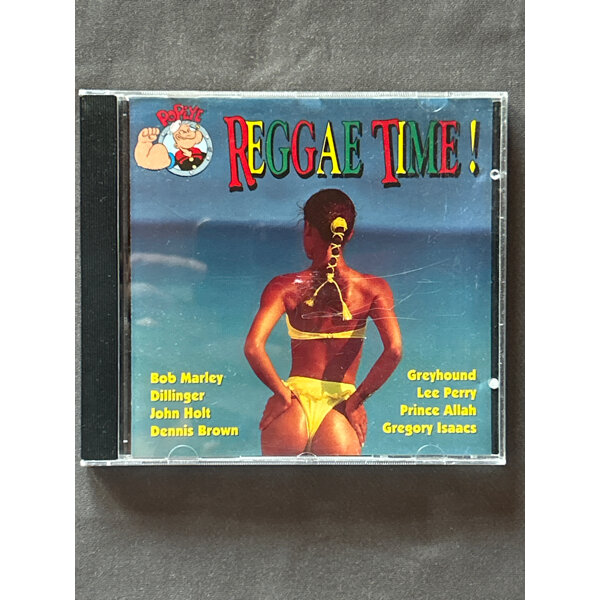 POPEYE
REGGAE TIME!
Bob Marley
Dillinger
John Holt
Dennis Brown
Greyhound
Lee Perry
Prince Allah
Gregory Isaacs